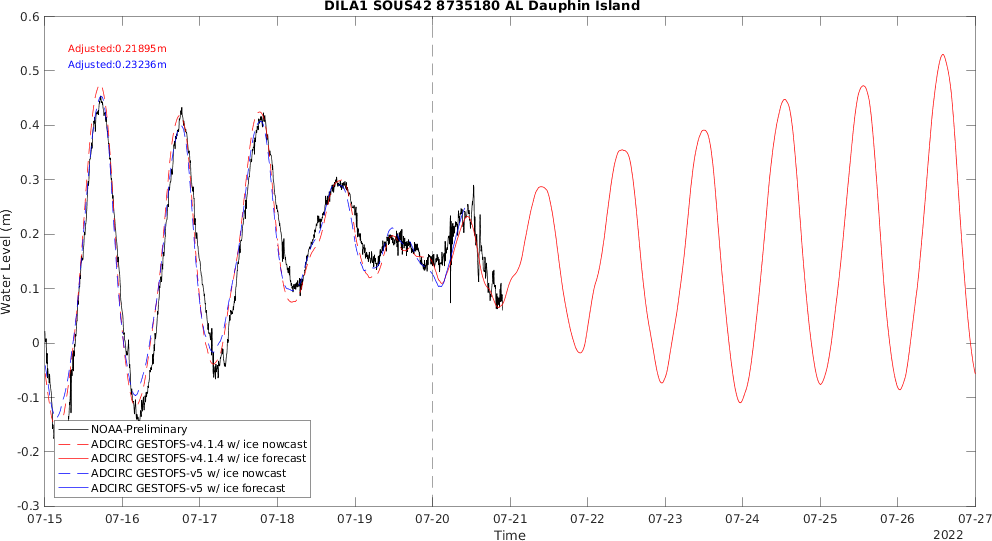 DILA1 SOUS42 8735180 AL Dauphin Island
Adjusted:0.21895m
Adjusted:0.23236m
Water Level (m)
0.6
0.5
0.4
0.3
0.2
0.1
0
-0.1
-0.2
-0.3
NOAA-Preliminary
ADCIRC GESTOFS-v4.1.4 w/ ice nowcast
ADCIRC GESTOFS-v4.1.4 w/ ice forecast
ADCIRC GESTOFS-v5 w/ ice nowcast
ADCIRC GESTOFS-v5 w/ ice forecast
07-15 07-16 07-17 07-18 07-19 07-20 07-21 07-22 07-23 07-24 07-25 07-26 07-27
Time
2022